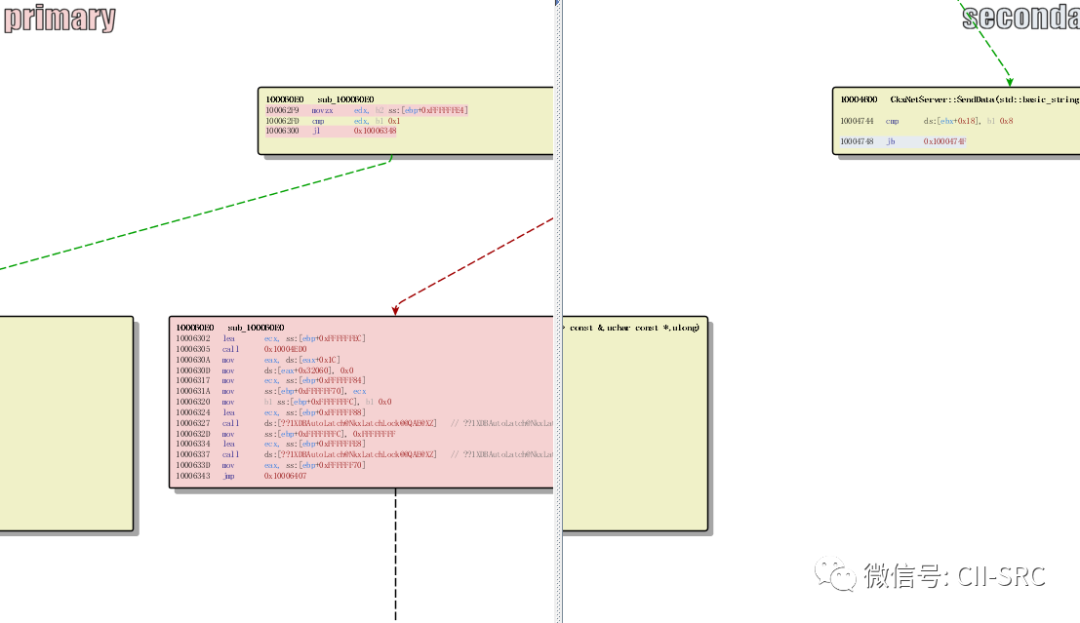 primary
seconda
100060E0 sub_100060E0
100062F9 movzx edx, b2 ss:[ebp+0xFFFFFFE4]
100062FD cmp edx, b1 0x1
10006300 jl 0x10006348
10004600 CkxNetServer::SendData(std::basic_string
10004744 cmp ds:[ebx+0x18], b1 0x8
10004748 jb 0x1000474F
100060E0 sub_100060E0
10006302 lea ecx, ss:[ebp+0xFFFFFFEC]
10006305 call 0x10004ED0
1000630A mov eax, ds:[eax+0x1C]
1000630D mov ds:[eax+0x32060], 0x0
10006317 mov ecx, ss:[ebp+0xFFFFFF84]
1000631A mov ss:[ebp+0xFFFFFF70], ecx
10006320 mov b1 ss:[ebp+0xFFFFFFFC], b1 0x0
10006324 lea ecx, ss:[ebp+0xFFFFFF88]
10006327 call ds:[??1XDBAutoLatch@NkxLatchLock@@QAE@XZ] // ??1XDBAutoLatch@NkxLa
1000632D mov ss:[ebp+0xFFFFFFFC], 0xFFFFFFFF
10006334 lea ecx, ss:[ebp+0xFFFFFFE8]
10006337 call ds:[??1XDBAutoLatch@NkxLatchLock@@QAE@XZ] // ??1XDBAutoLatch@NkxLa
1000633D mov eax, ss:[ebp+0xFFFFFF70]
10006343 jmp 0x10006407
> const &,uchar const *,ulong)
微信号: CII-SRC